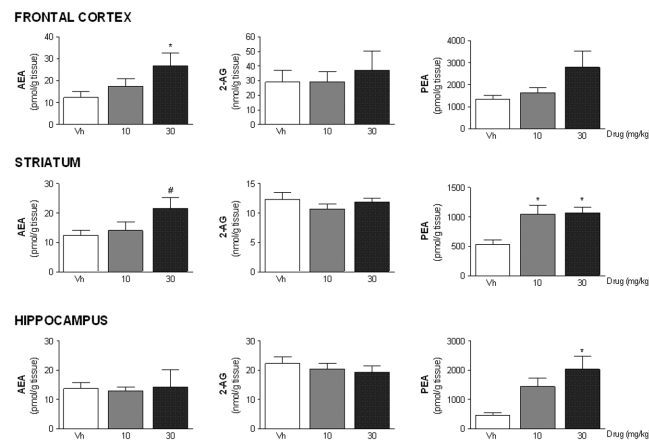 FRONTAL CORTEX
AEA
(pmol/g tissue)
40
30
20
10
0
*
Vh 10 30
2-AG
(nmol/g tissue)
60
50
40
30
20
10
0
Vh 10 30
PEA
(pmol/g tissue)
4000
3000
2000
1000
0
Vh 10 30 Drug (mg/kg)
STRIATUM
AEA
(pmol/g tissue)
30
20
10
0
#
Vh 10 30
2-AG
(nmol/g tissue)
15
10
5
0
Vh 10 30
PEA
(pmol/g tissue)
1500
1000
500
0
* *
Vh 10 30 Drug (mg/kg)
HIPPOCAMPUS
AEA
(pmol/g tissue)
30
20
10
0
Vh 10 30
2-AG
(nmol/g tissue)
30
20
10
0
Vh 10 30
PEA
(pmol/g tissue)
3000
2000
1000
0
*
Vh 10 30 Drug (mg/kg)